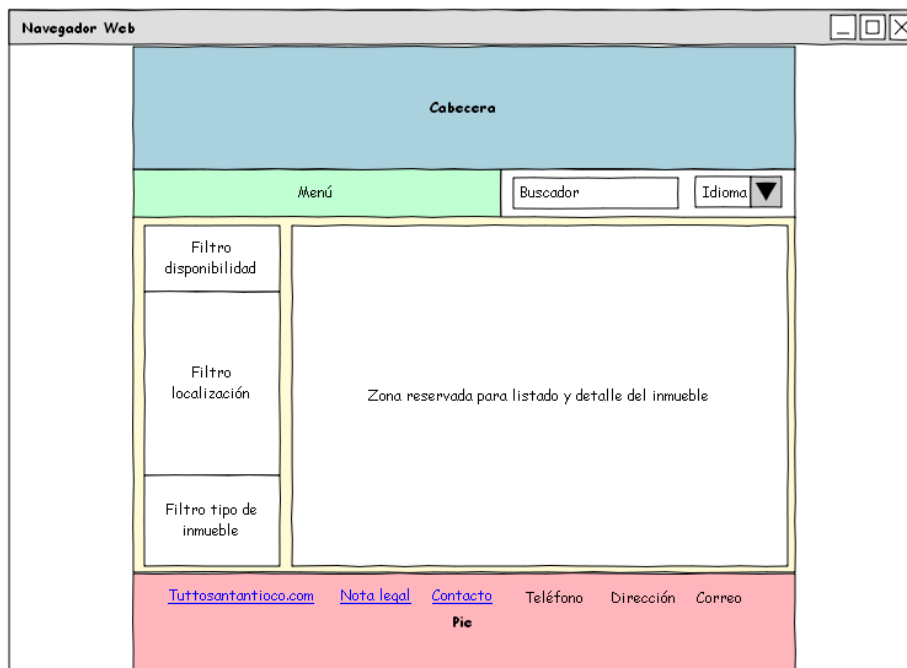 Navegador Web
Cabecera
Menú
Buscador
Idioma
Filtro
disponibilidad
Filtro
localización
Zona reservada para listado y detalle del inmueble
Filtro tipo de
inmueble
Tuttosantantioco.com Nota legal Contacto Teléfono Dirección Correo
Pie